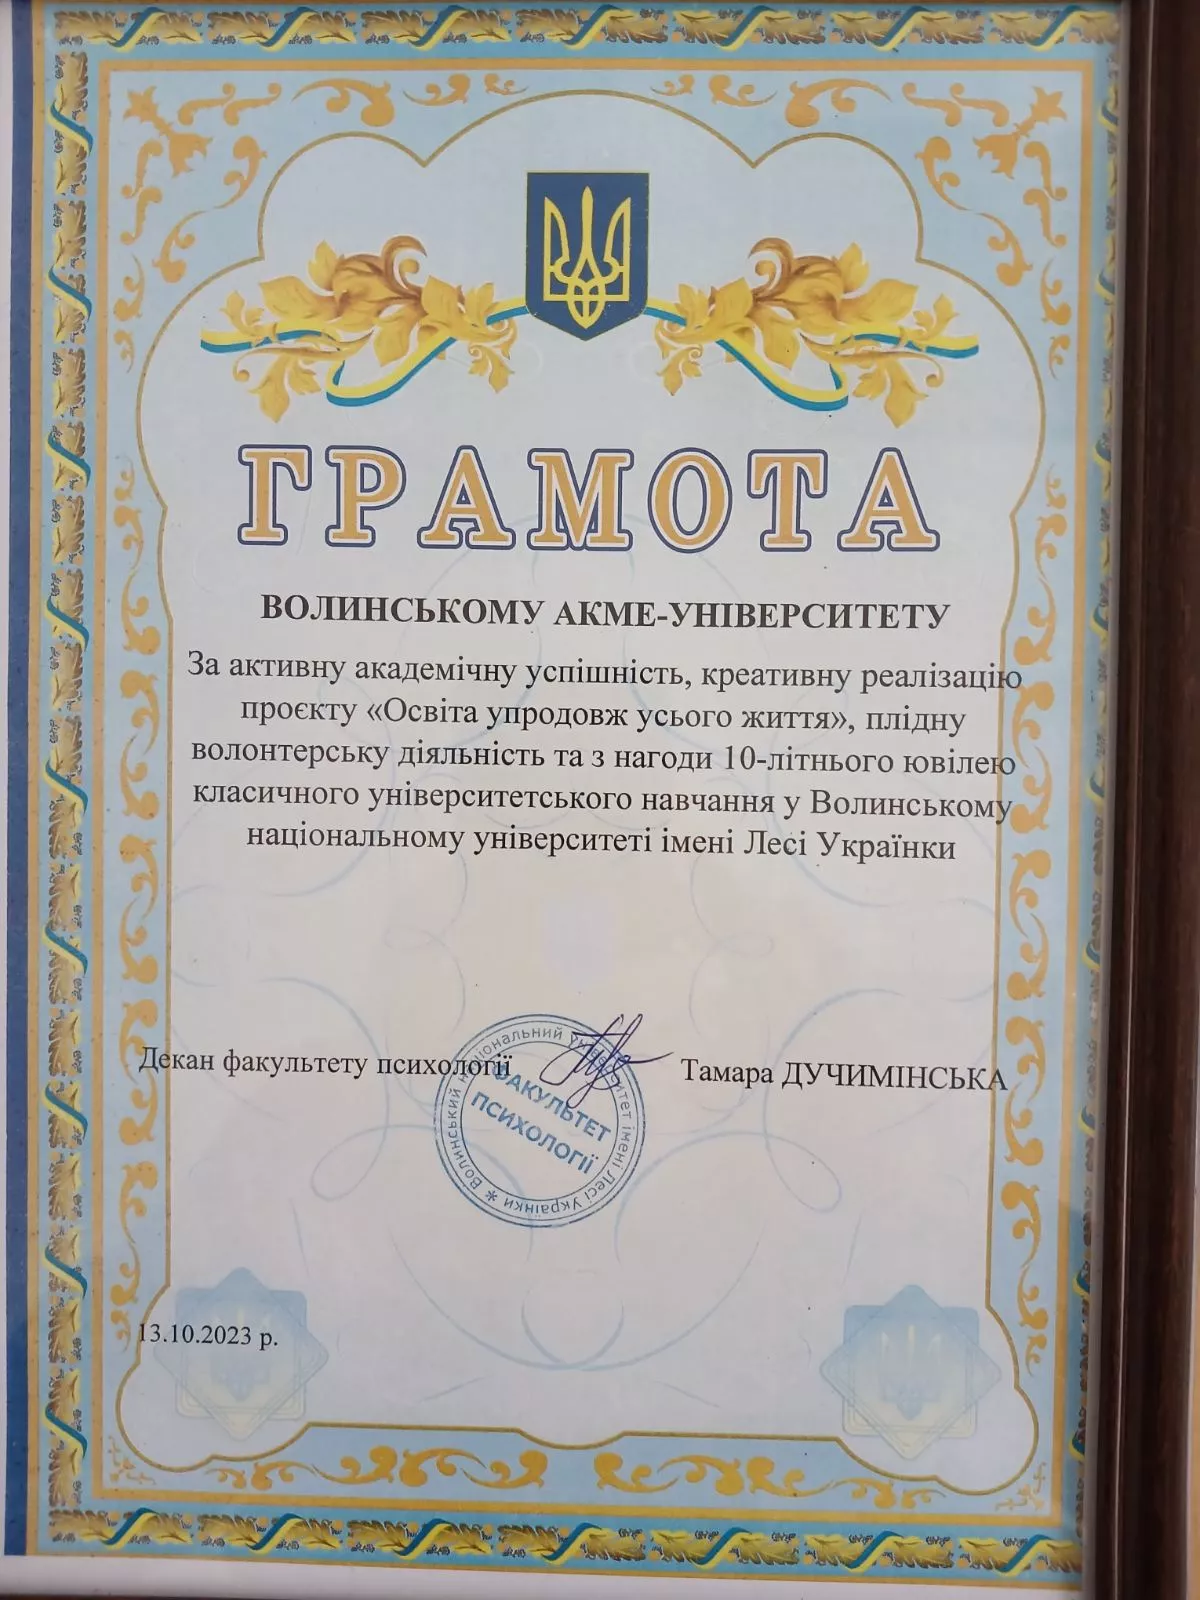 ГРАМОТА
ВОЛИНСЬКОМУ АКМЕ-УНІВЕРСИТЕТУ
За активну академічну успішність, креативну реалізацію
проєкту «Освіта упродовж усього життя», плідну
волонтерську діяльність та з нагоди 10-літнього ювілею
класичного університетського навчання у Волинському
національному університеті імені Лесі Українки
Декан факультету психології
Тамара ДУЧИМІНСЬКА
Волинський національний університет імені Лесі Українки
ФАКУЛЬТЕТ
ПСИХОЛОГІЇ
13.10.2023 р.